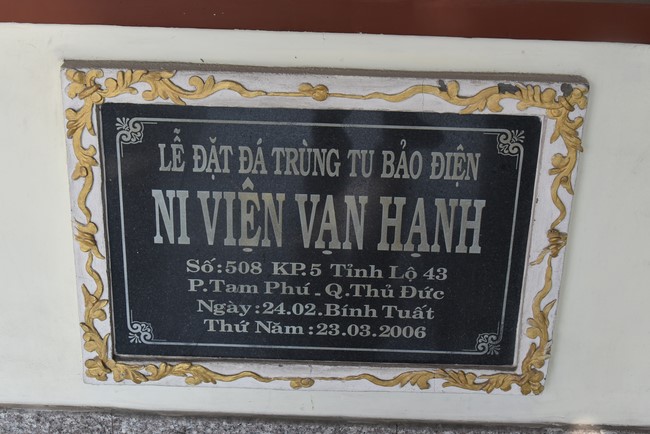 LỄ ĐẶT ĐÁ TRÙNG TU BẢO ĐIỆN
NI VIỆN VẠN HẠNH
Số:508 KP.5 Tỉnh Lộ 43
P.Tam Phú - Q.Thủ Đức
Ngày:24.02.Bính Tuất
Thứ Năm:23.03.2006